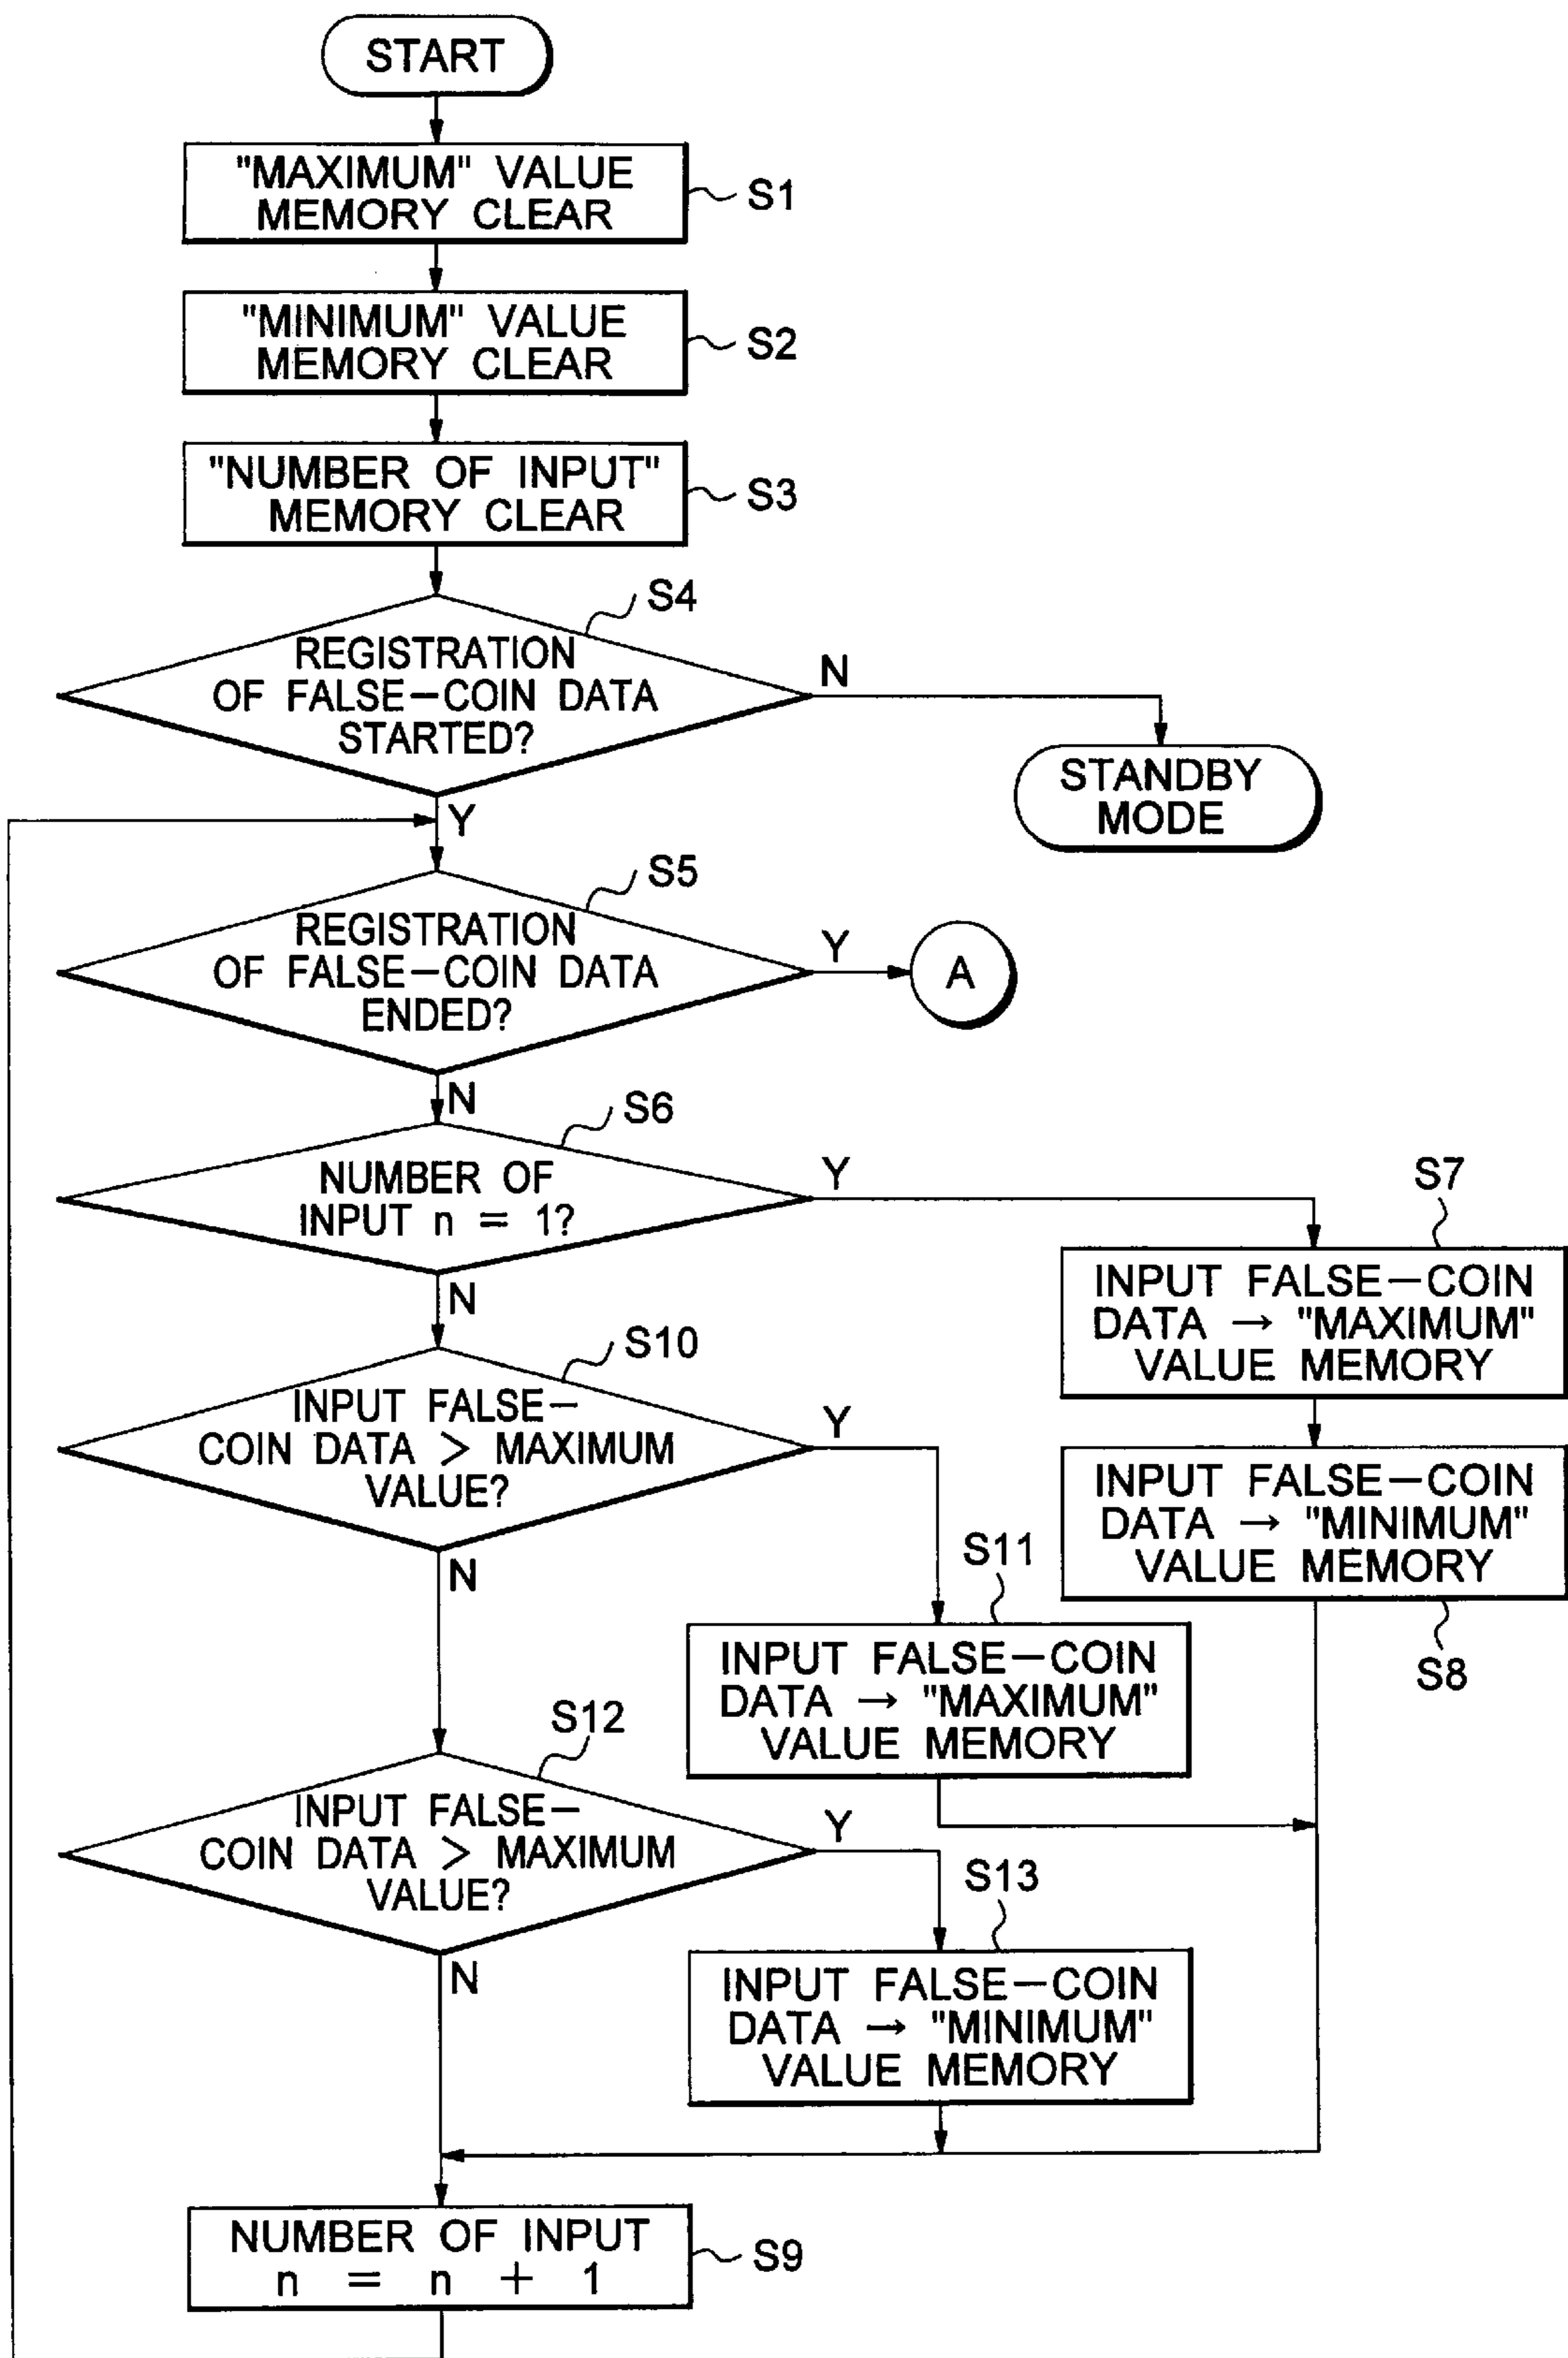 START
"MAXIMUM" VALUE
MEMORY CLEAR
S1
"MINIMUM" VALUE
MEMORY CLEAR
S2
"NUMBER OF INPUT"
MEMORY CLEAR
S3
S4
REGISTRATION
OF FALSE-COIN DATA
STARTED?
N
STANDBY
MODE
Y
S5
REGISTRATION
OF FALSE-COIN DATA
ENDED?
Y
A
N
S6
NUMBER OF
INPUT n = 1?
Y
S7
INPUT FALSE-COIN
DATA → "MAXIMUM"
VALUE MEMORY
N
S10
INPUT FALSE-
COIN DATA > MAXIMUM
VALUE?
Y
INPUT FALSE-COIN
DATA → "MINIMUM"
VALUE MEMORY
S8
N
S11
INPUT FALSE-COIN
DATA → "MAXIMUM"
VALUE MEMORY
S12
INPUT FALSE-
COIN DATA > MAXIMUM
VALUE?
Y
S13
INPUT FALSE-COIN
DATA → "MINIMUM"
VALUE MEMORY
N
NUMBER OF INPUT
n = n + 1
S9